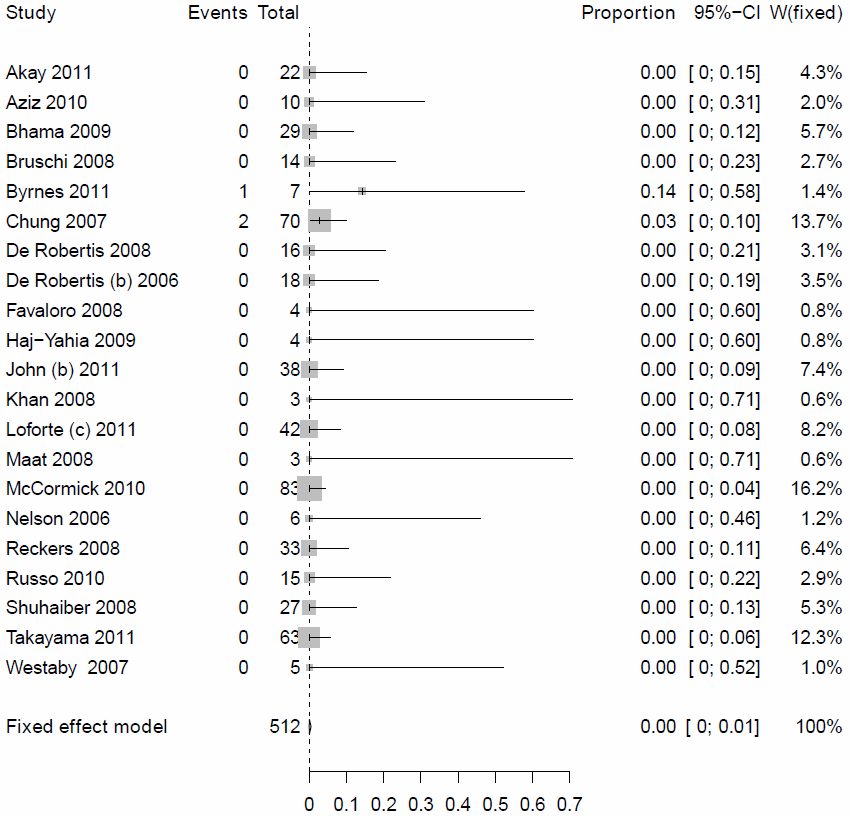 Study Events Total Proportion 95%−CI W(fixed)
Akay 2011 0 22 0.00 [ 0; 0.15] 4.3%
Aziz 2010 0 10 0.00 [ 0; 0.31] 2.0%
Bhama 2009 0 29 0.00 [ 0; 0.12] 5.7%
Bruschi 2008 0 14 0.00 [ 0; 0.23] 2.7%
Byrnes 2011 1 7 0.14 [ 0; 0.58] 1.4%
Chung 2007 2 70 0.03 [ 0; 0.10] 13.7%
De Robertis 2008 0 16 0.00 [ 0; 0.21] 3.1%
De Robertis (b) 2006 0 18 0.00 [ 0; 0.19] 3.5%
Favaloro 2008 0 4 0.00 [ 0; 0.60] 0.8%
Haj−Yahia 2009 0 4 0.00 [ 0; 0.60] 0.8%
John (b) 2011 0 38 0.00 [ 0; 0.09] 7.4%
Khan 2008 0 3 0.00 [ 0; 0.71] 0.6%
Loforte (c) 2011 0 42 0.00 [ 0; 0.08] 8.2%
Maat 2008 0 3 0.00 [ 0; 0.71] 0.6%
McCormick 2010 0 83 0.00 [ 0; 0.04] 16.2%
Nelson 2006 0 6 0.00 [ 0; 0.46] 1.2%
Reckers 2008 0 33 0.00 [ 0; 0.11] 6.4%
Russo 2010 0 15 0.00 [ 0; 0.22] 2.9%
Shuhaiber 2008 0 27 0.00 [ 0; 0.13] 5.3%
Takayama 2011 0 63 0.00 [ 0; 0.06] 12.3%
Westaby 2007 0 5 0.00 [ 0; 0.52] 1.0%
Fixed effect model 512 0.00 [ 0; 0.01] 100%
0 0.1 0.2 0.3 0.4 0.5 0.6 0.7